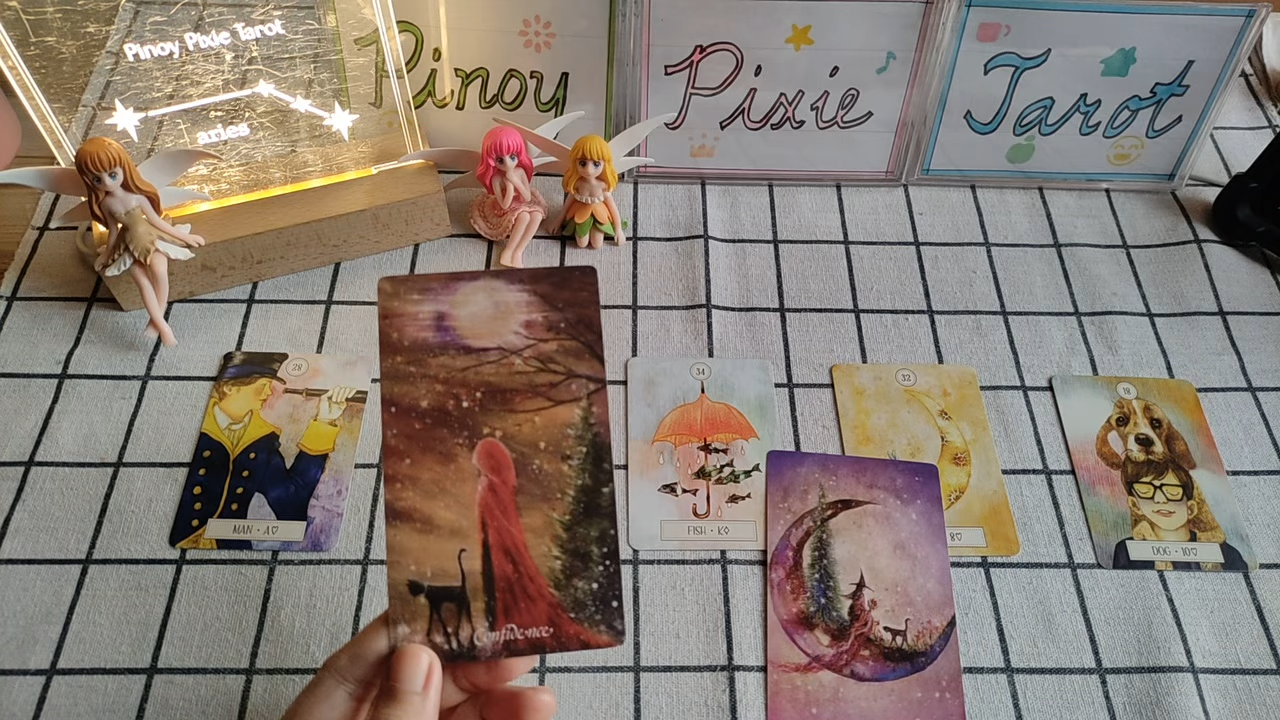 Pinoy Pixie Tarot
aries
Pinoy
Pixie
Tarot
28
MAN • A♡
34
FISH • K◇
32
8♡
18
DOG • 10♡
Confidence